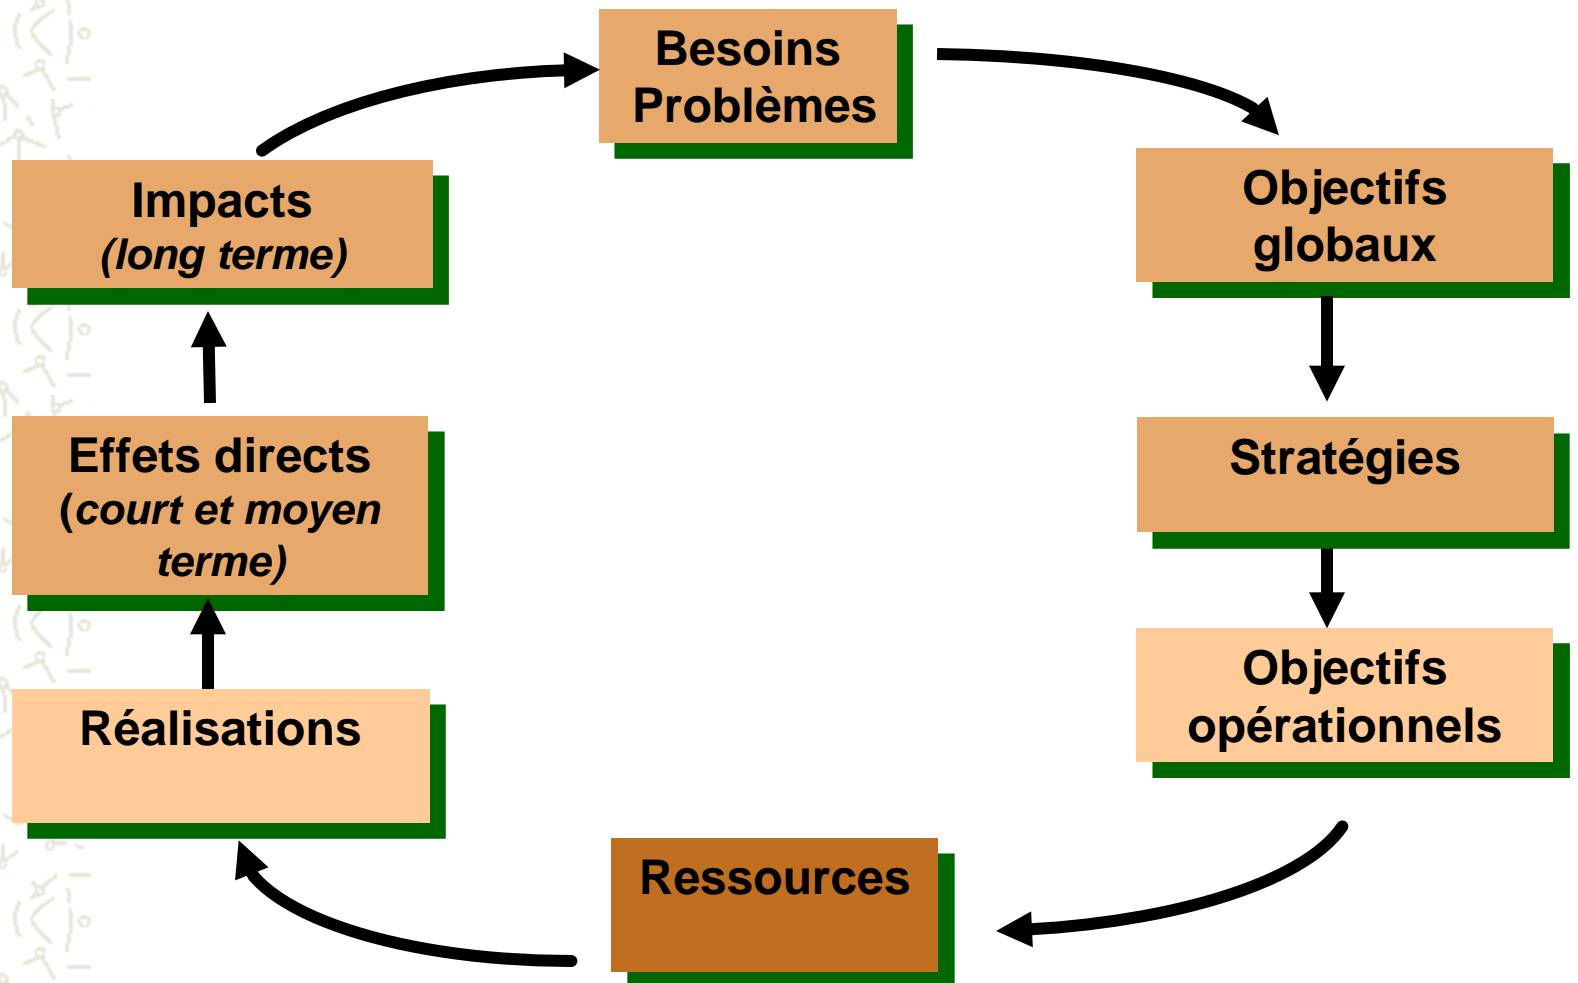 Besoins
Problèmes
Objectifs
globaux
Stratégies
Objectifs
opérationnels
Ressources
Réalisations
Effets directs
(court et moyen
terme)
Impacts
(long terme)